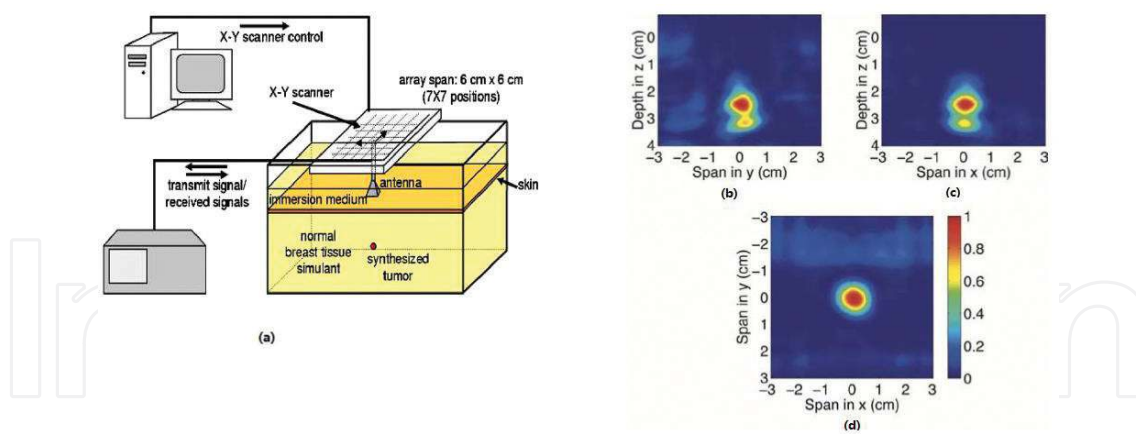 X-Y scanner control
array span: 6 cm x 6 cm
(7X7 positions)
X-Y scanner
transmit signal/
received signals
antenna
skin
immersion medium
normal
breast tissue
simulant
synthesized
tumor
(a)
Depth in z (cm)
0
1
2
3
4
-3 -2 -1 0 1 2 3
Span in y (cm)
(b)
Depth in z (cm)
0
1
2
3
4
-3 -2 -1 0 1 2 3
Span in x (cm)
(c)
Span in y (cm)
-3
-2
-1
0
1
2
3
-3 -2 -1 0 1 2 3
Span in x (cm)
1
0.8
0.6
0.4
0.2
0
(d)